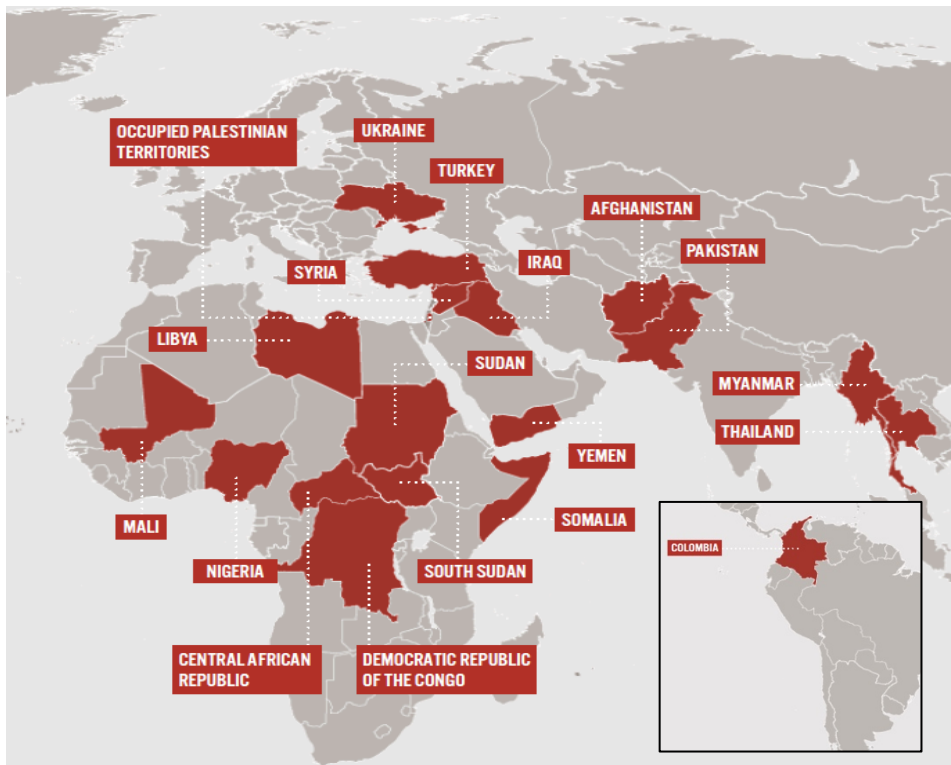 OCCUPIED PALESTINIAN
TERRITORIES
UKRAINE
TURKEY
AFGHANISTAN
PAKISTAN
SYRIA
IRAQ
LIBYA
SUDAN
MYANMAR
THAILAND
YEMEN
MALI
SOMALIA
COLOMBIA
NIGERIA
SOUTH SUDAN
CENTRAL AFRICAN
REPUBLIC
DEMOCRATIC REPUBLIC
OF THE CONGO